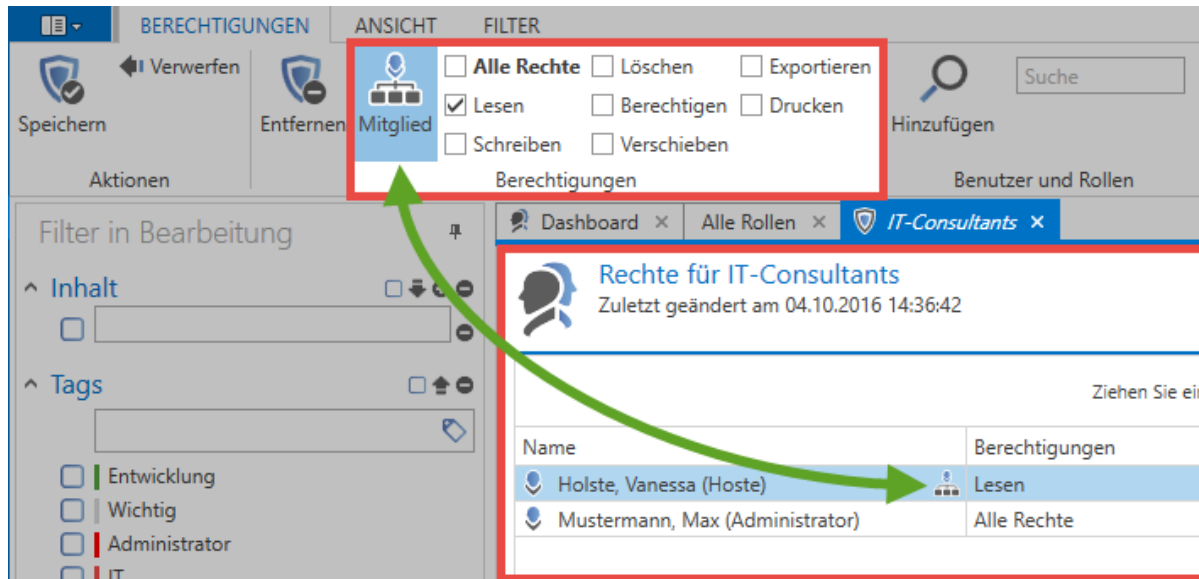 BERECHTIGUNGEN ANSICHT FILTER
Verwerfen
Speichern
Entfernen
Mitglied
Alle Rechte Löschen Exportieren
Lesen Berechtigen Drucken
Schreiben Verschieben
Suche
Hinzufügen
Aktionen Berechtigungen Benutzer und Rollen
Filter in Bearbeitung
Inhalt
Tags
Entwicklung
Wichtig
Administrator
IT
Dashboard Alle Rollen IT-Consultants
Rechte für IT-Consultants
Zuletzt geändert am 04.10.2016 14:36:42
Ziehen Sie
Name Berechtigungen
Holste, Vanessa (Hoste) Lesen
Mustermann, Max (Administrator) Alle Rechte